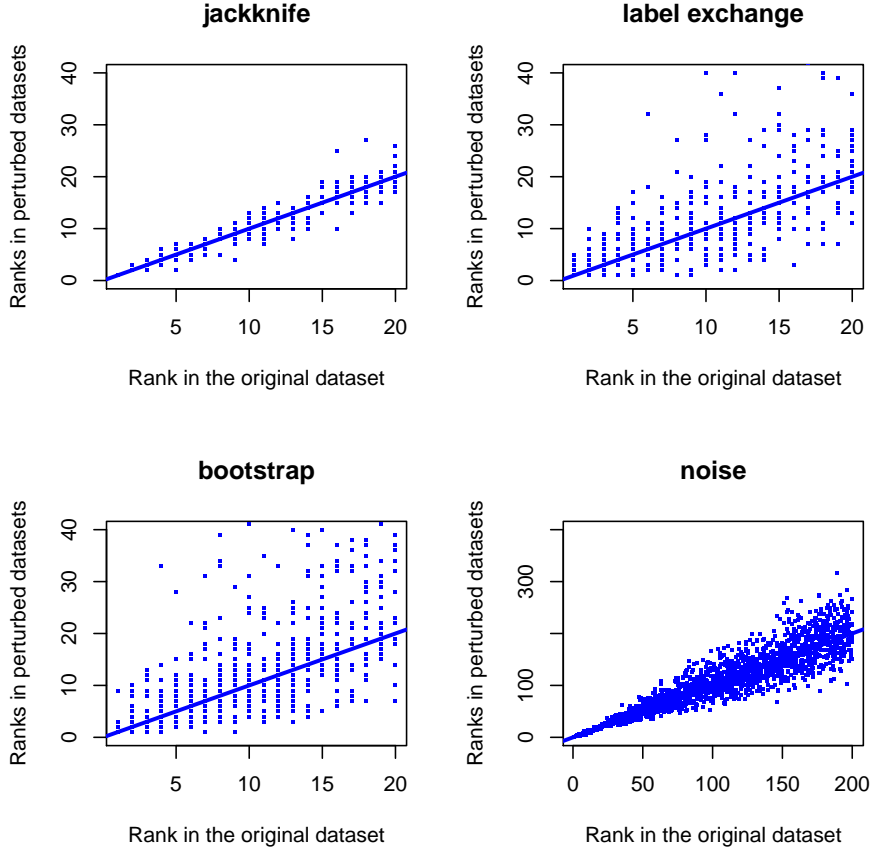 jackknife
Ranks in perturbed datasets
0
10
20
30
40
5
10
15
20
Rank in the original dataset
label exchange
Ranks in perturbed datasets
0
10
20
30
40
5
10
15
20
Rank in the original dataset
bootstrap
Ranks in perturbed datasets
0
10
20
30
40
5
10
15
20
Rank in the original dataset
noise
Ranks in perturbed datasets
0
100
300
0
50
100
150
200
Rank in the original dataset